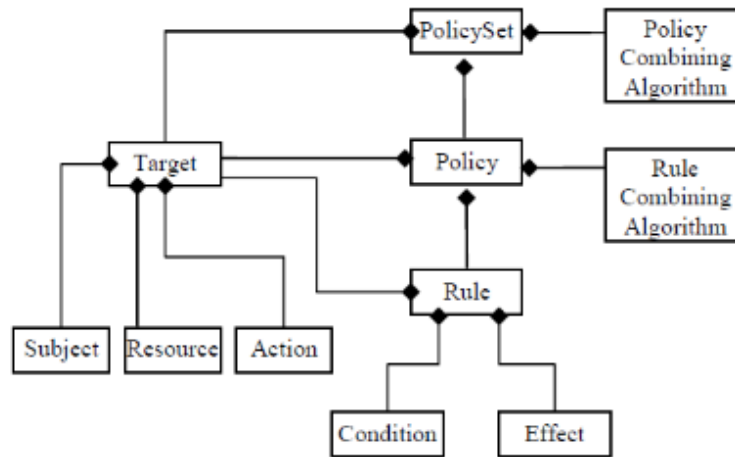 PolicySet
Policy
Combining
Algorithm
Target
Policy
Rule
Combining
Algorithm
Rule
Subject
Resource
Action
Condition
Effect